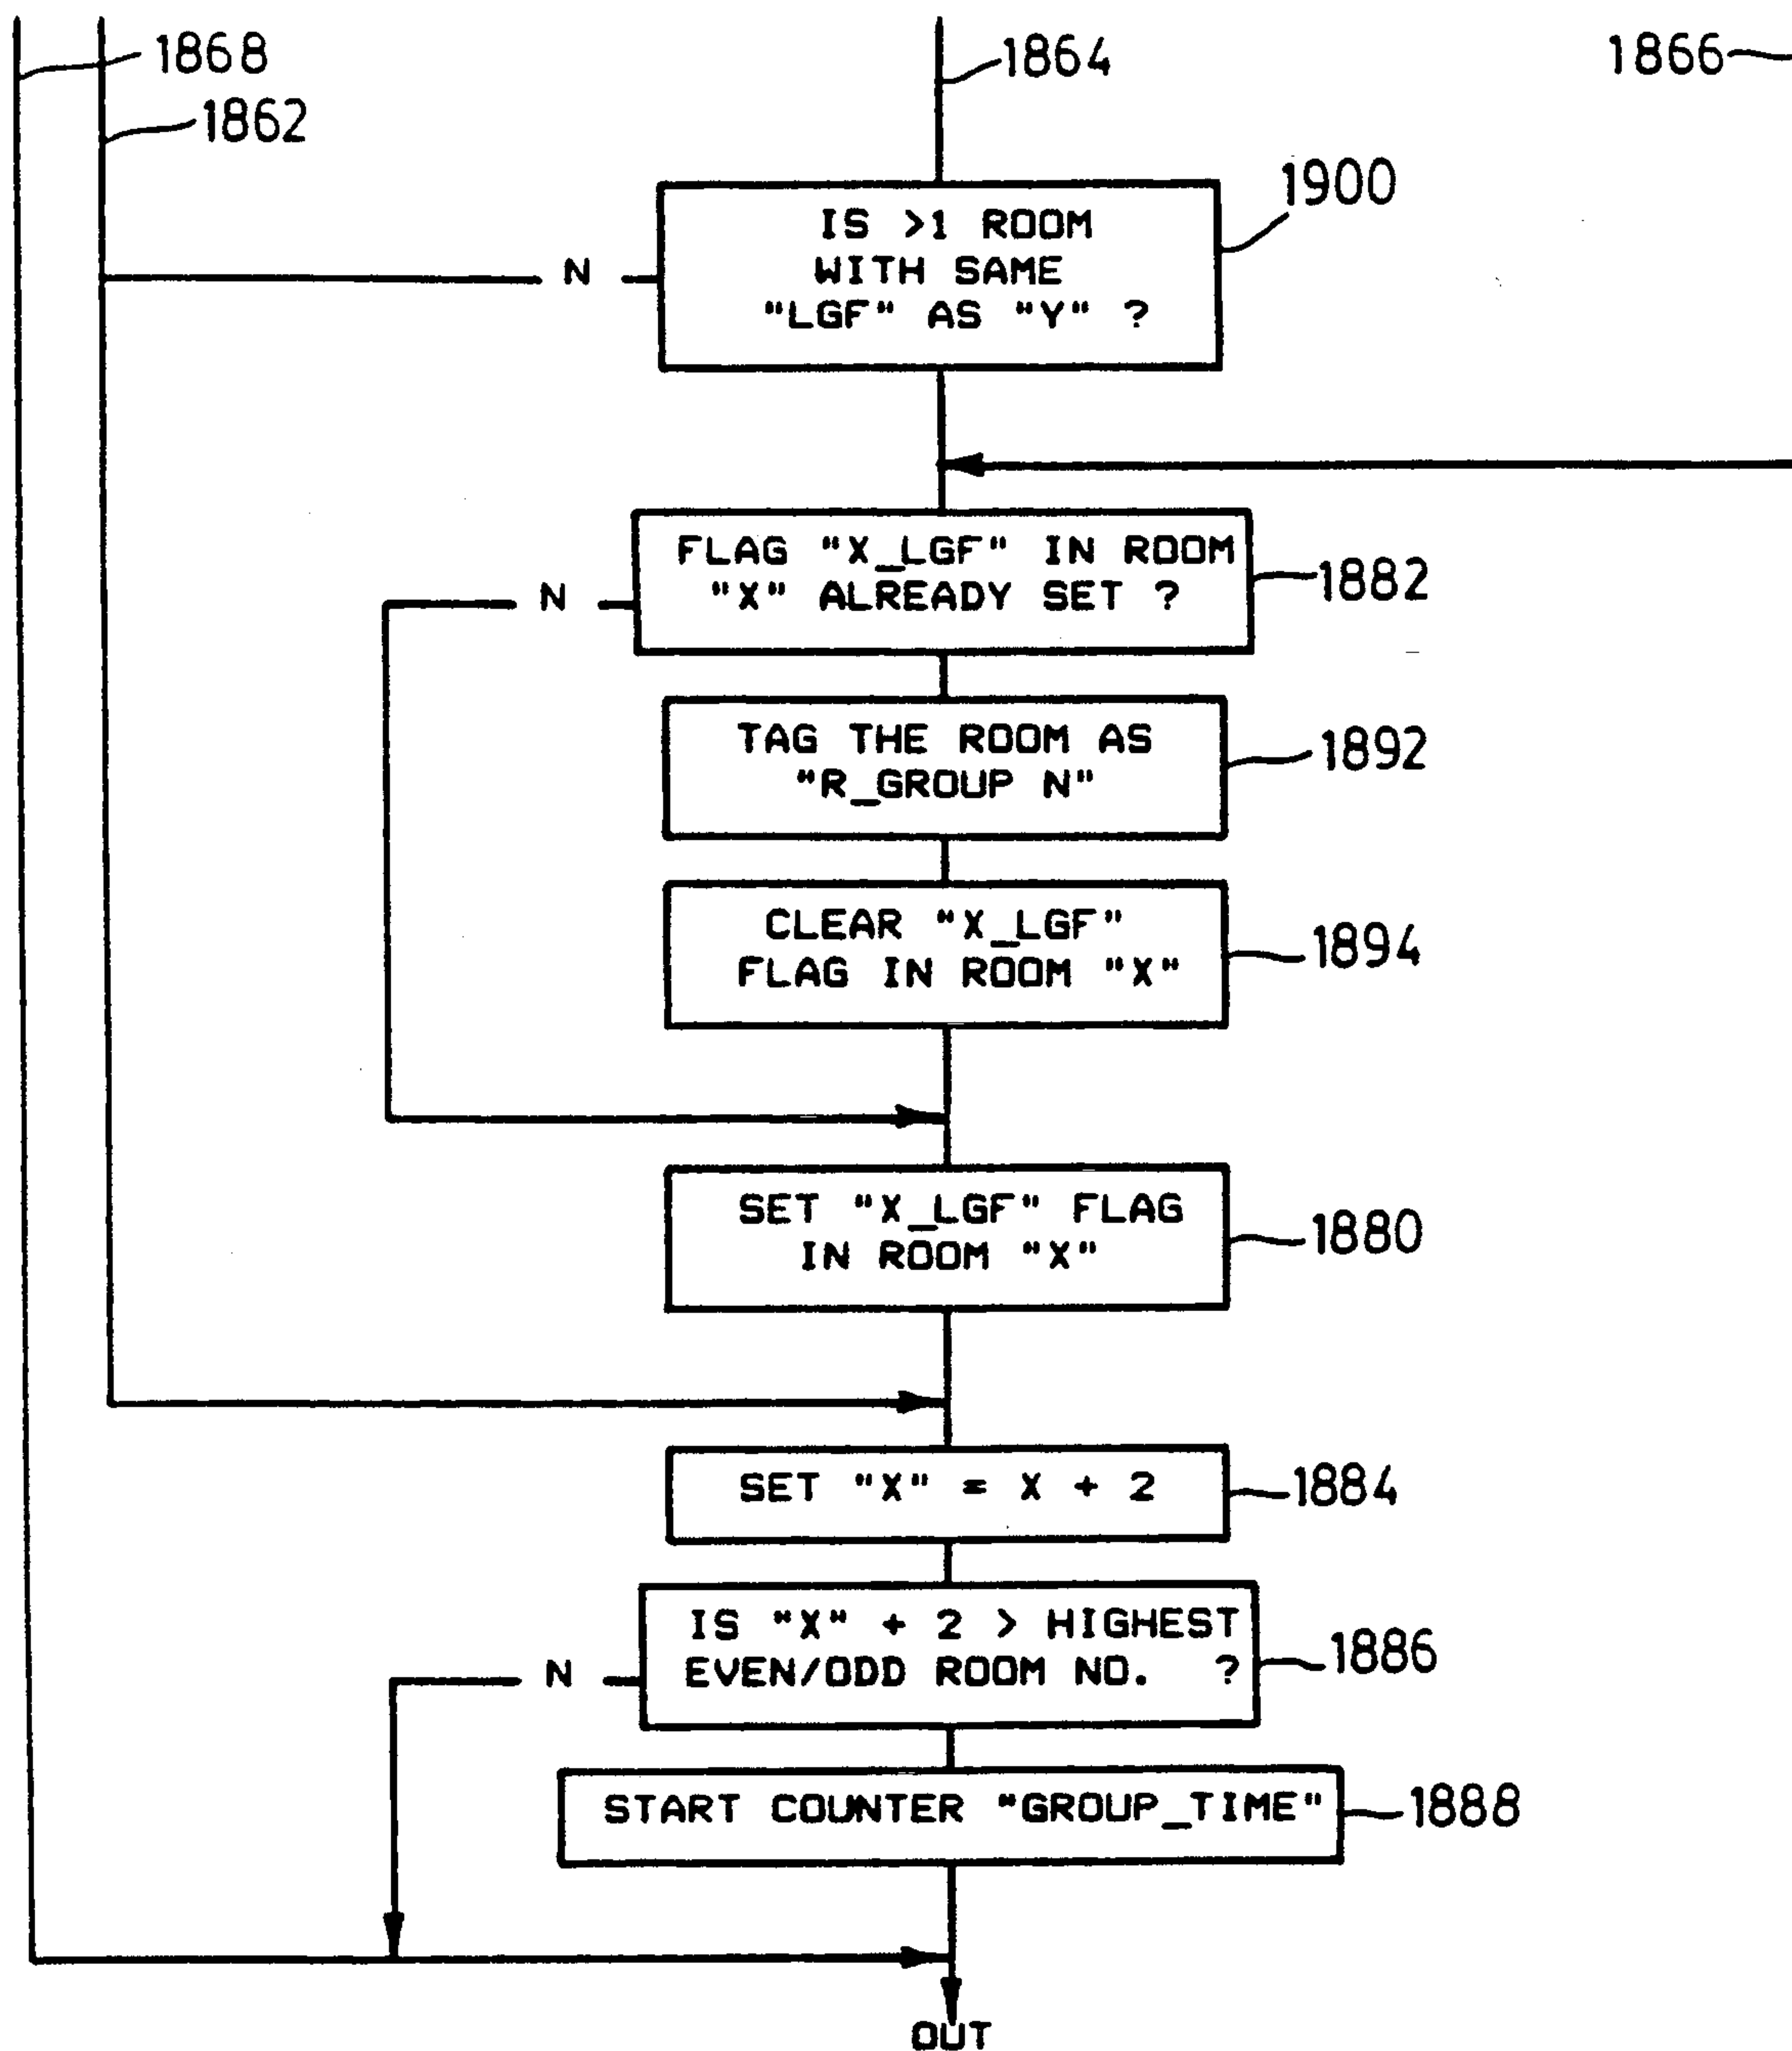 1868
1864
1866
1862
1900
IS >1 ROOM
WITH SAME
"LGF" AS "Y" ?
N
FLAG "X_LGF" IN ROOM
"X" ALREADY SET ?
1882
N
TAG THE ROOM AS
"R_GROUP N"
1892
CLEAR "X_LGF"
FLAG IN ROOM "X"
1894
SET "X_LGF" FLAG
IN ROOM "X"
1880
SET "X" = X + 2
1884
IS "X" + 2 > HIGHEST
EVEN/ODD ROOM NO. ?
1886
N
START COUNTER "GROUP_TIME"
1888
OUT